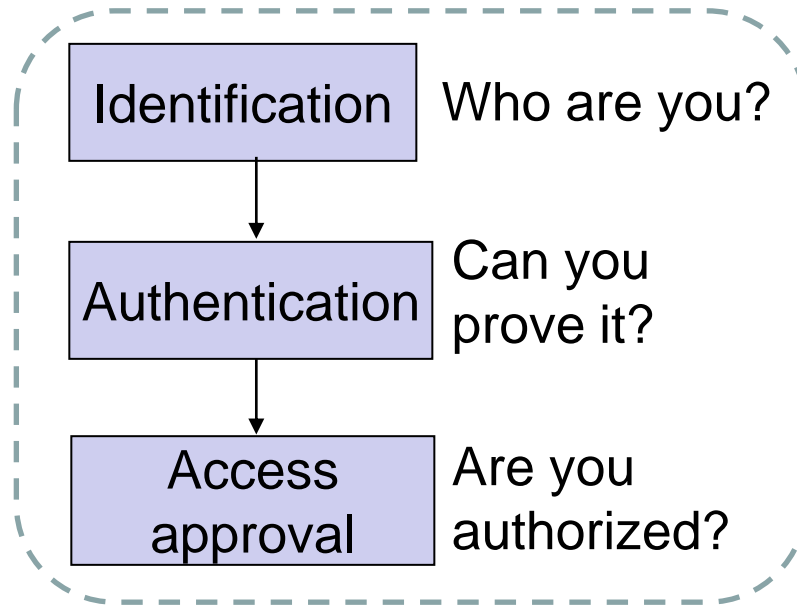 Identification
Who are you?
Authentication
Can you
prove it?
Access
approval
Are you
authorized?